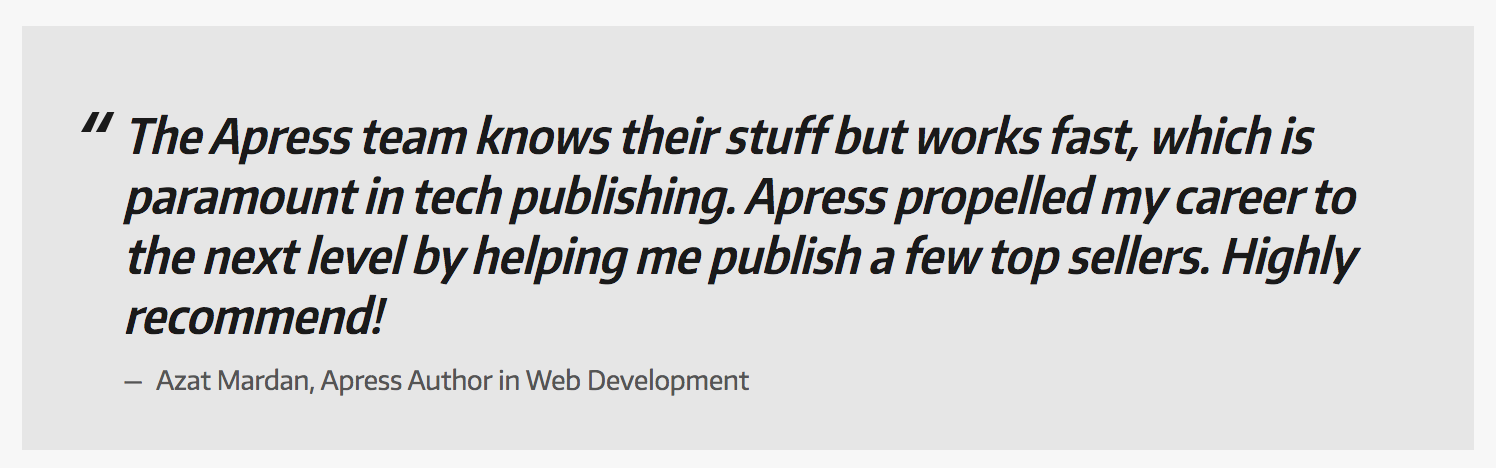 “ The Apress team knows their stuff but works fast, which is
paramount in tech publishing. Apress propelled my career to
the next level by helping me publish a few top sellers. Highly
recommend!
– Azat Mardan, Apress Author in Web Development